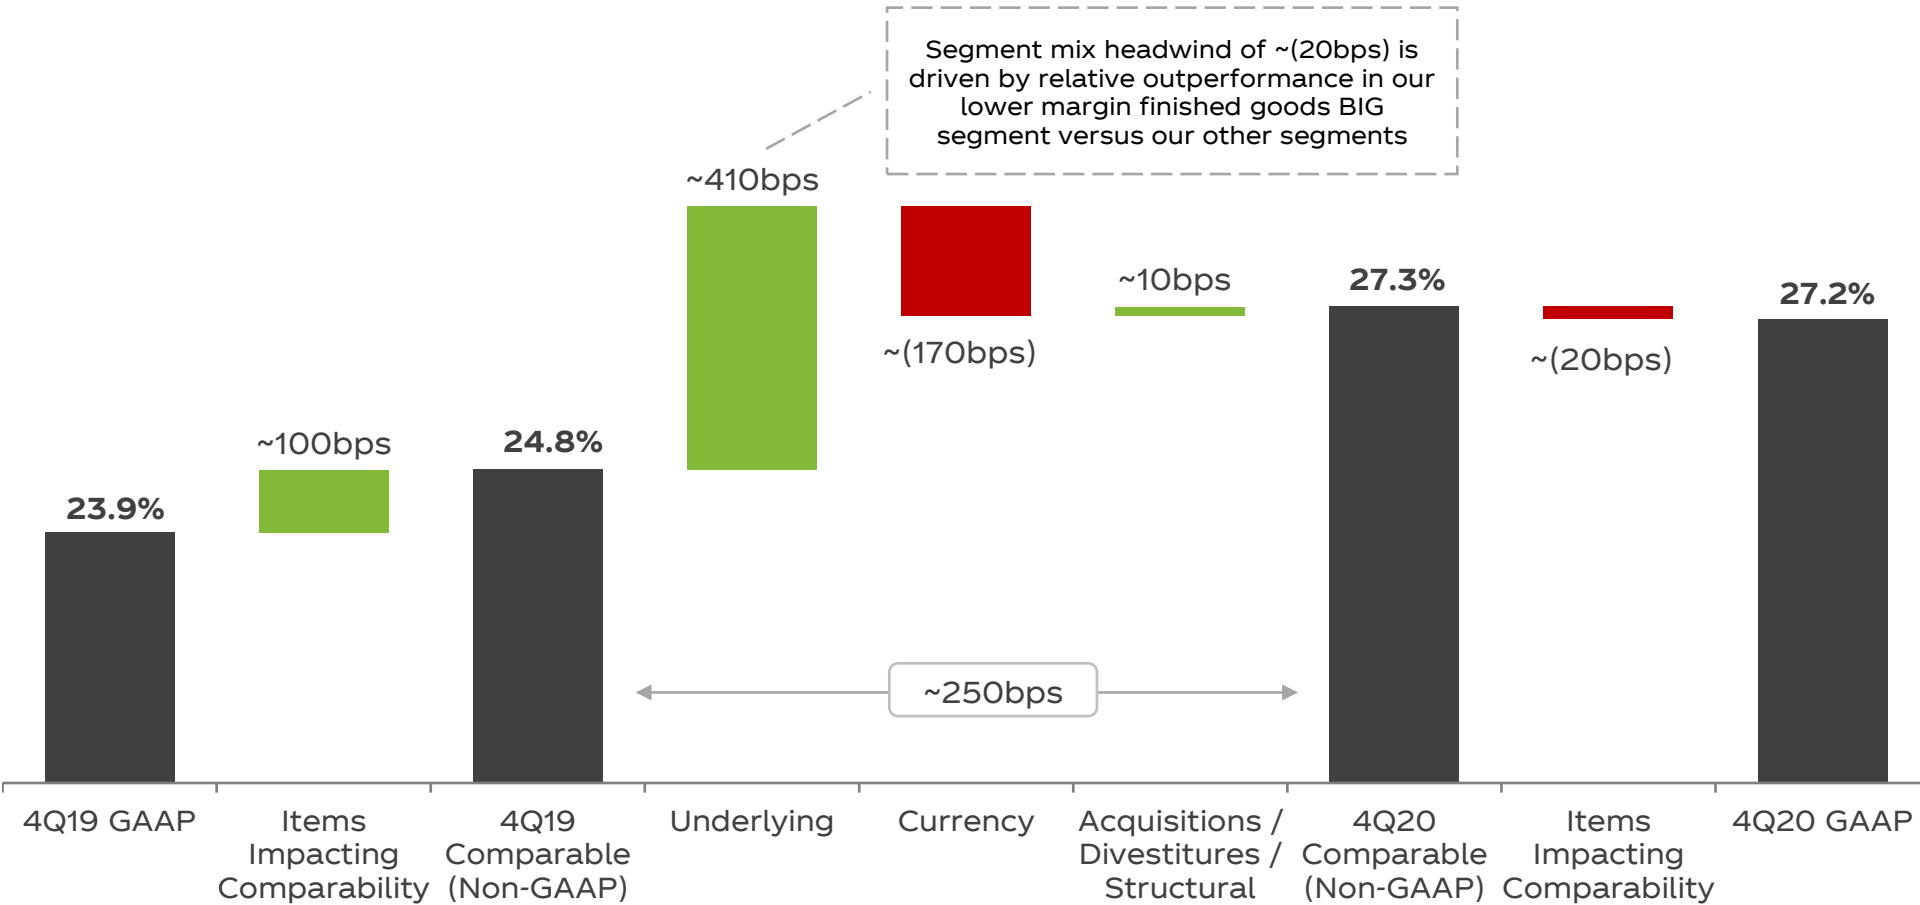 Segment mix headwind of ~(20bps) is
driven by relative outperformance in our
lower margin finished goods BIG
segment versus our other segments
~410bps
~10bps
27.3%
27.2%
~(170bps)
~(20bps)
~100bps
24.8%
23.9%
~250bps
4Q19 GAAP
Items
Impacting
Comparability
4Q19
Comparable
(Non-GAAP)
Underlying
Currency
Acquisitions /
Divestitures /
Structural
4Q20
Comparable
(Non-GAAP)
Items
Impacting
Comparability
4Q20 GAAP